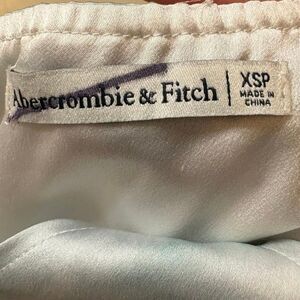 Abercrombie & Fitch
XSP
MADE IN
CHINA